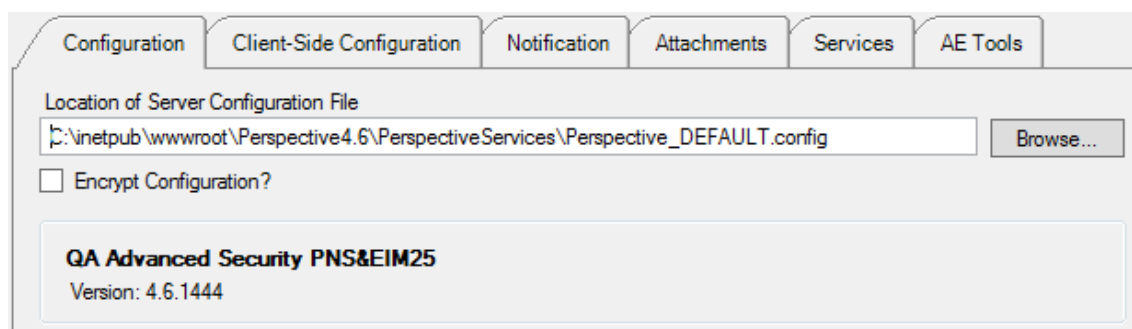 Configuration Client-Side Configuration Notification Attachments Services AE Tools
Location of Server Configuration File
C:\inetpub\wwwroot\Perspective4.6\PerspectiveServices\Perspective_DEFAULT.config Browse...
Encrypt Configuration?
QA Advanced Security PNS&EIM25
Version: 4.6.1444